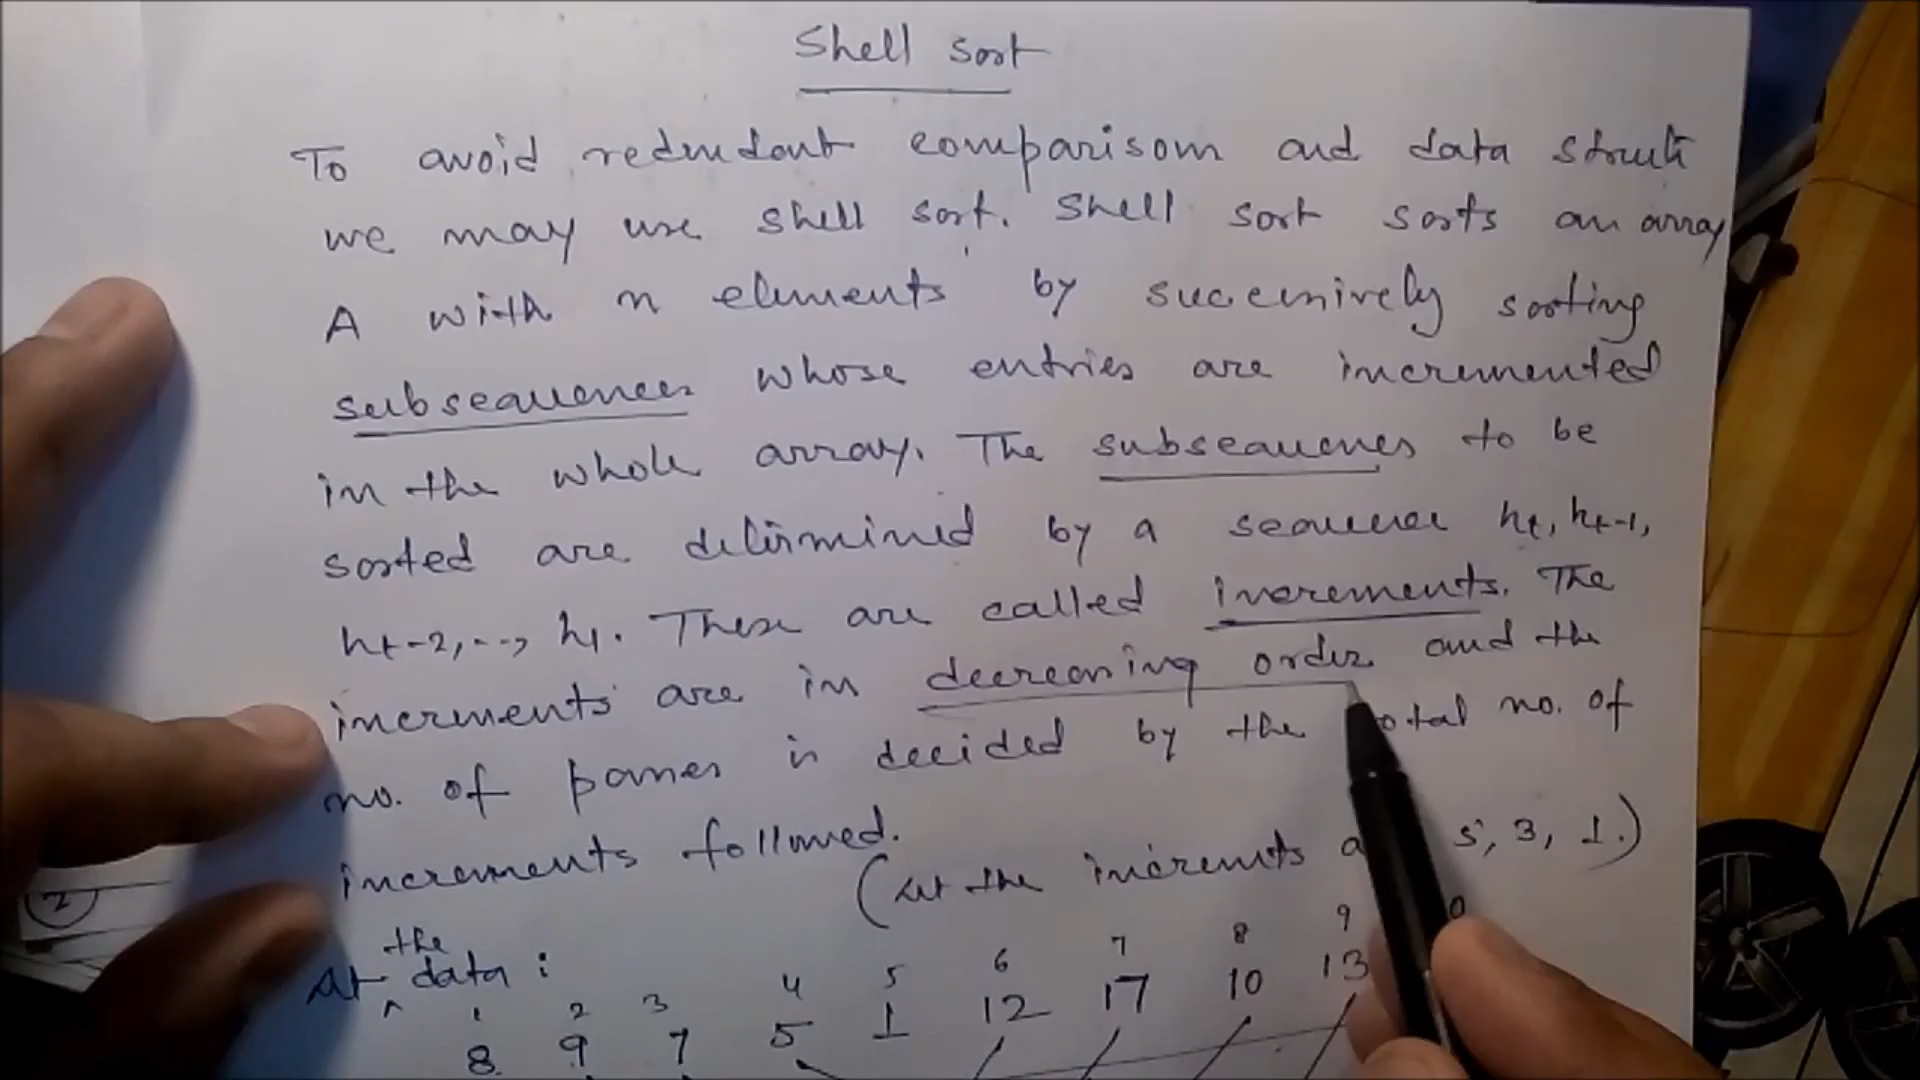 Shell Sort
To avoid redundant comparisom and data
we may use shell sort. Shell sort sorts an array
A with n elements by successively sorting
subsequences whose entries are incremented
in the whole array. The subsequences to be
sorted are determined by a sequence ht, ht-1,
ht-2, ..., h1. These are called increments. The
increments are in decreasing order and the
no. of passes is decided by the total no. of
increments followed.
(Let the increments 5, 3, 1.)
the
Let data :
1 2 3 4 5 6 7 8 9
8 9 7 5 1 12 17 10 13
2